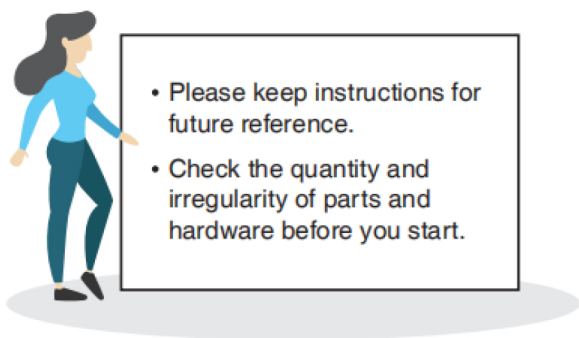 • Please keep instructions for
future reference.
• Check the quantity and
irregularity of parts and
hardware before you start.